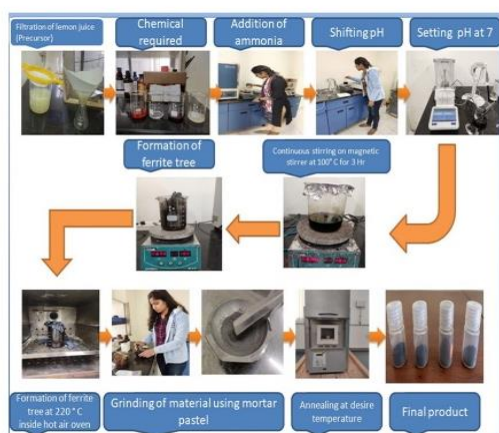 Filtration of lemon juice
(Precursor)
Chemical
required
Addition of
ammonia
Shifting pH
Setting pH at 7
Formation of
ferrite tree
Continuous stirring on magnetic
stirrer at 100° C for 3 Hr
Formation of ferrite
tree at 220 ° C
inside hot air oven
Grinding of material using mortar
pastel
Annealing at desire
temperature
Final product